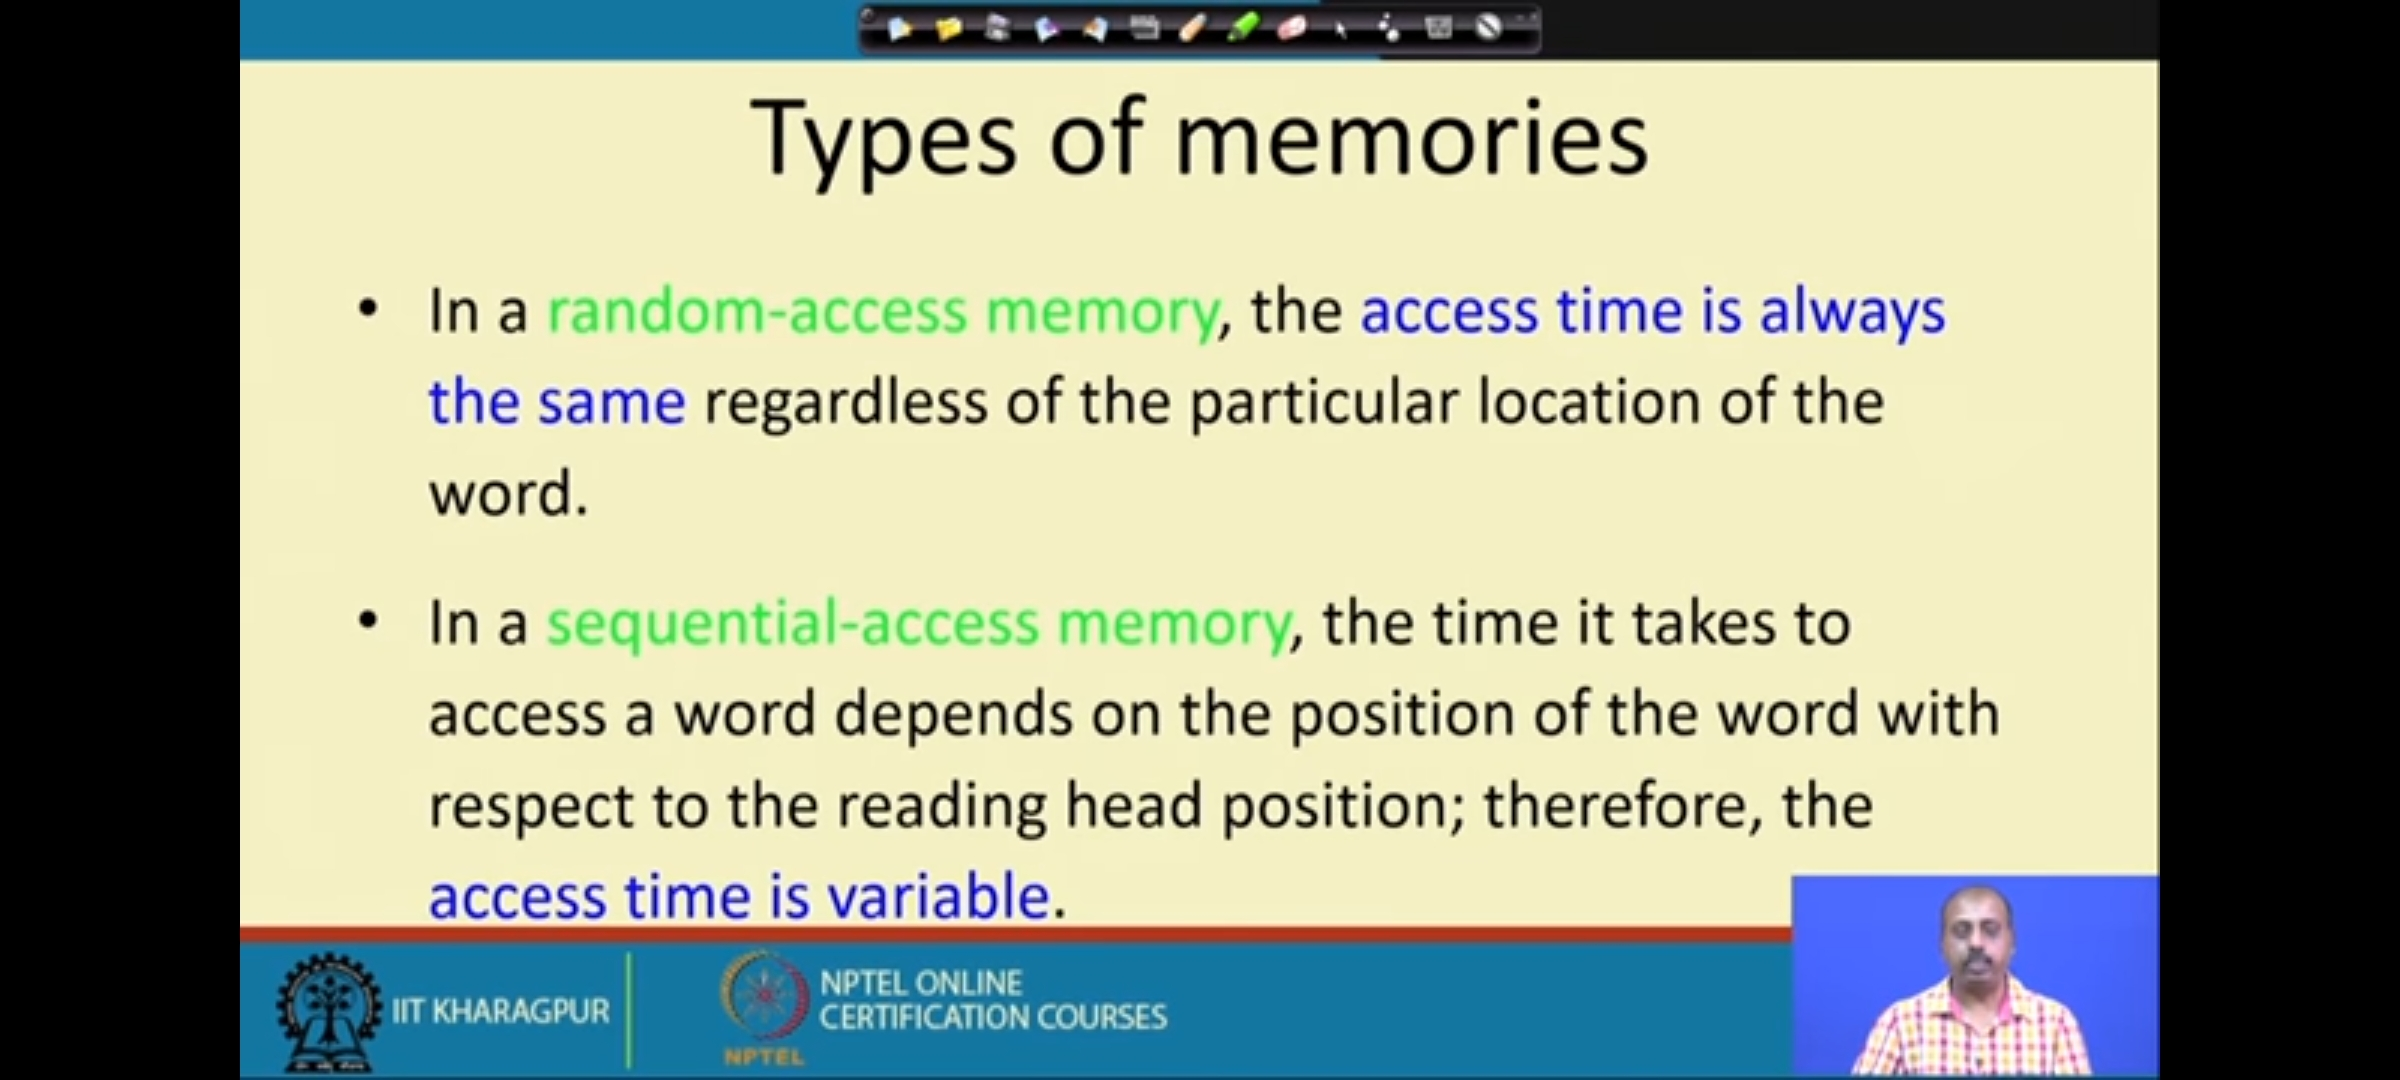 Types of memories
• In a random-access memory, the access time is always
the same regardless of the particular location of the
word.
• In a sequential-access memory, the time it takes to
access a word depends on the position of the word with
respect to the reading head position; therefore, the
access time is variable.
IIT KHARAGPUR
NPTEL ONLINE
CERTIFICATION COURSES
NPTEL